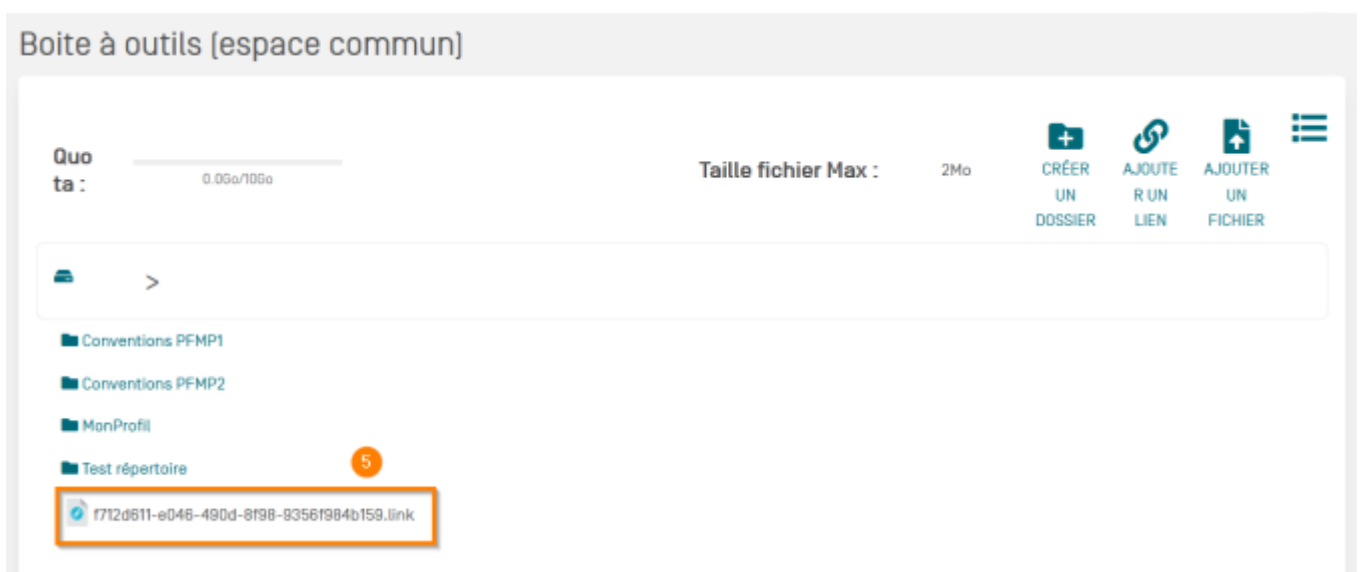 Boite à outils (espace commun)
Quo
ta :
0.0Go/10Go
Taille fichier Max :
2Mo
CRÉER
UN
DOSSIER
AJOUTE
R UN
LIEN
AJOUTER
UN
FICHIER
>
Conventions PFMP1
Conventions PFMP2
MonProfil
Test répertoire
5
f712d611-e046-490d-8f98-9356f984b159.link